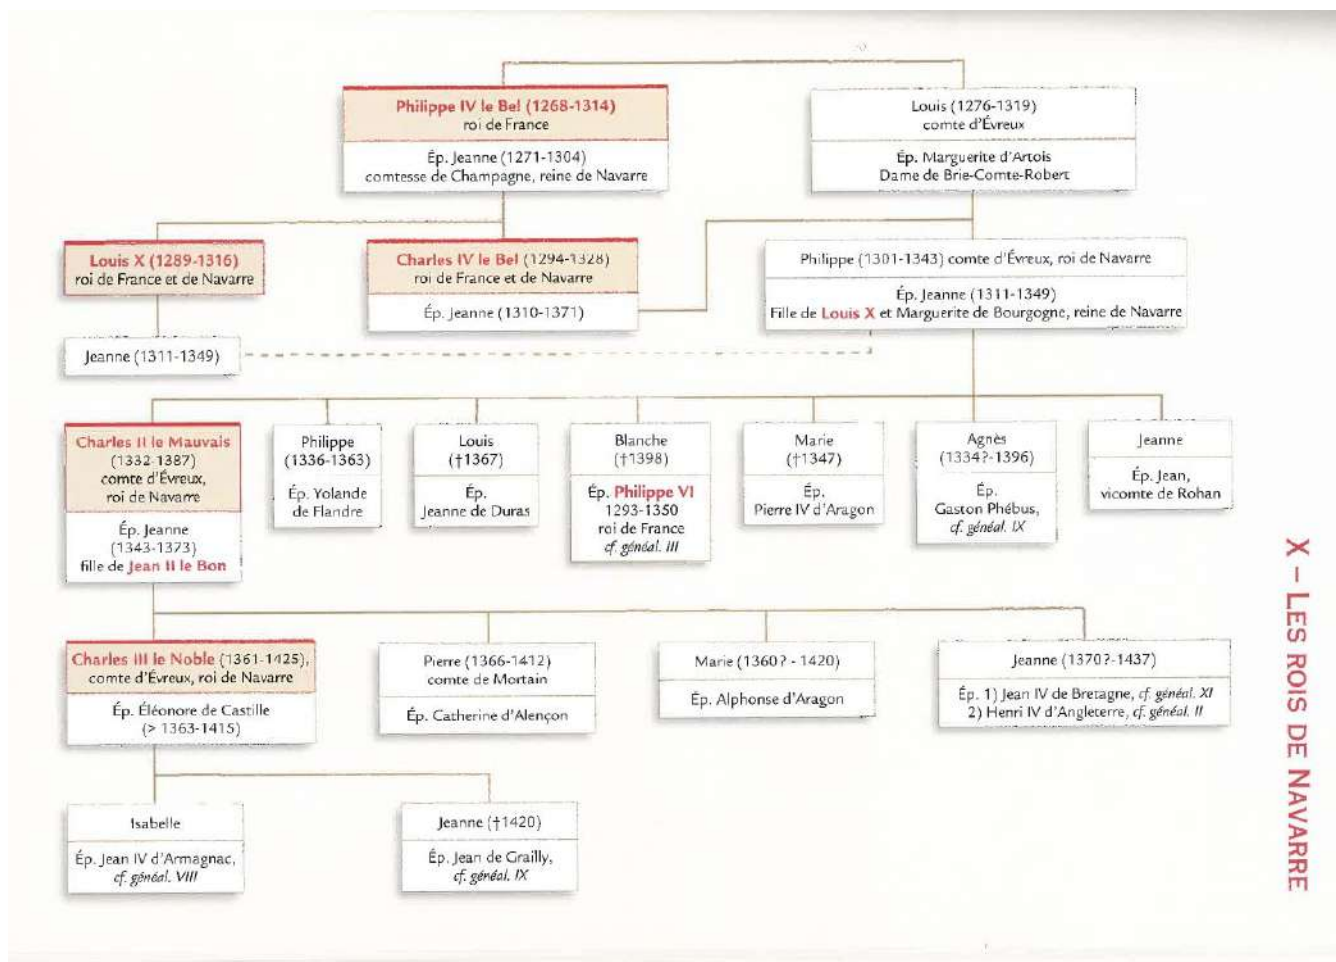 Philippe IV le Bel (1268-1314)
roi de France
Ép. Jeanne (1271-1304)
comtesse de Champagne, reine de Navarre
Louis (1276-1319)
comte d'Évreux
Ép. Marguerite d'Artois
Dame de Brie-Comte-Robert
Louis X (1289-1316)
roi de France et de Navarre
Charles IV le Bel (1294-1328)
roi de France et de Navarre
Ép. Jeanne (1310-1371)
Philippe (1301-1343) comte d'Évreux, roi de Navarre
Ép. Jeanne (1311-1349)
Fille de Louis X et Marguerite de Bourgogne, reine de Navarre
Jeanne (1311-1349)
Charles II le Mauvais
(1332-1387)
comte d'Évreux,
roi de Navarre
Ép. Jeanne
(1343-1373)
fille de Jean II le Bon
Philippe
(1336-1363)
Ép. Yolande
de Flandre
Louis
(†1367)
Ép.
Jeanne de Duras
Blanche
(†1398)
Ép. Philippe VI
1293-1350
roi de France
cf. généal. III
Marie
(†1347)
Ép.
Pierre IV d'Aragon
Agnès
(1334?-1396)
Ép.
Gaston Phébus,
cf. généal. IX
Jeanne
Ép. Jean,
vicomte de Rohan
Charles III le Noble (1361-1425),
comte d'Évreux, roi de Navarre
Ép. Éléonore de Castille
(> 1363-1415)
Pierre (1366-1412)
comte de Mortain
Ép. Catherine d'Alençon
Marie (1360? - 1420)
Ép. Alphonse d'Aragon
Jeanne (1370?-1437)
Ép. 1) Jean IV de Bretagne, cf. généal. XI
2) Henri IV d'Angleterre, cf. généal. II
Isabelle
Ép. Jean IV d'Armagnac,
cf. généal. VIII
Jeanne (†1420)
Ép. Jean de Grailly,
cf. généal. IX
X – LES ROIS DE NAVARRE